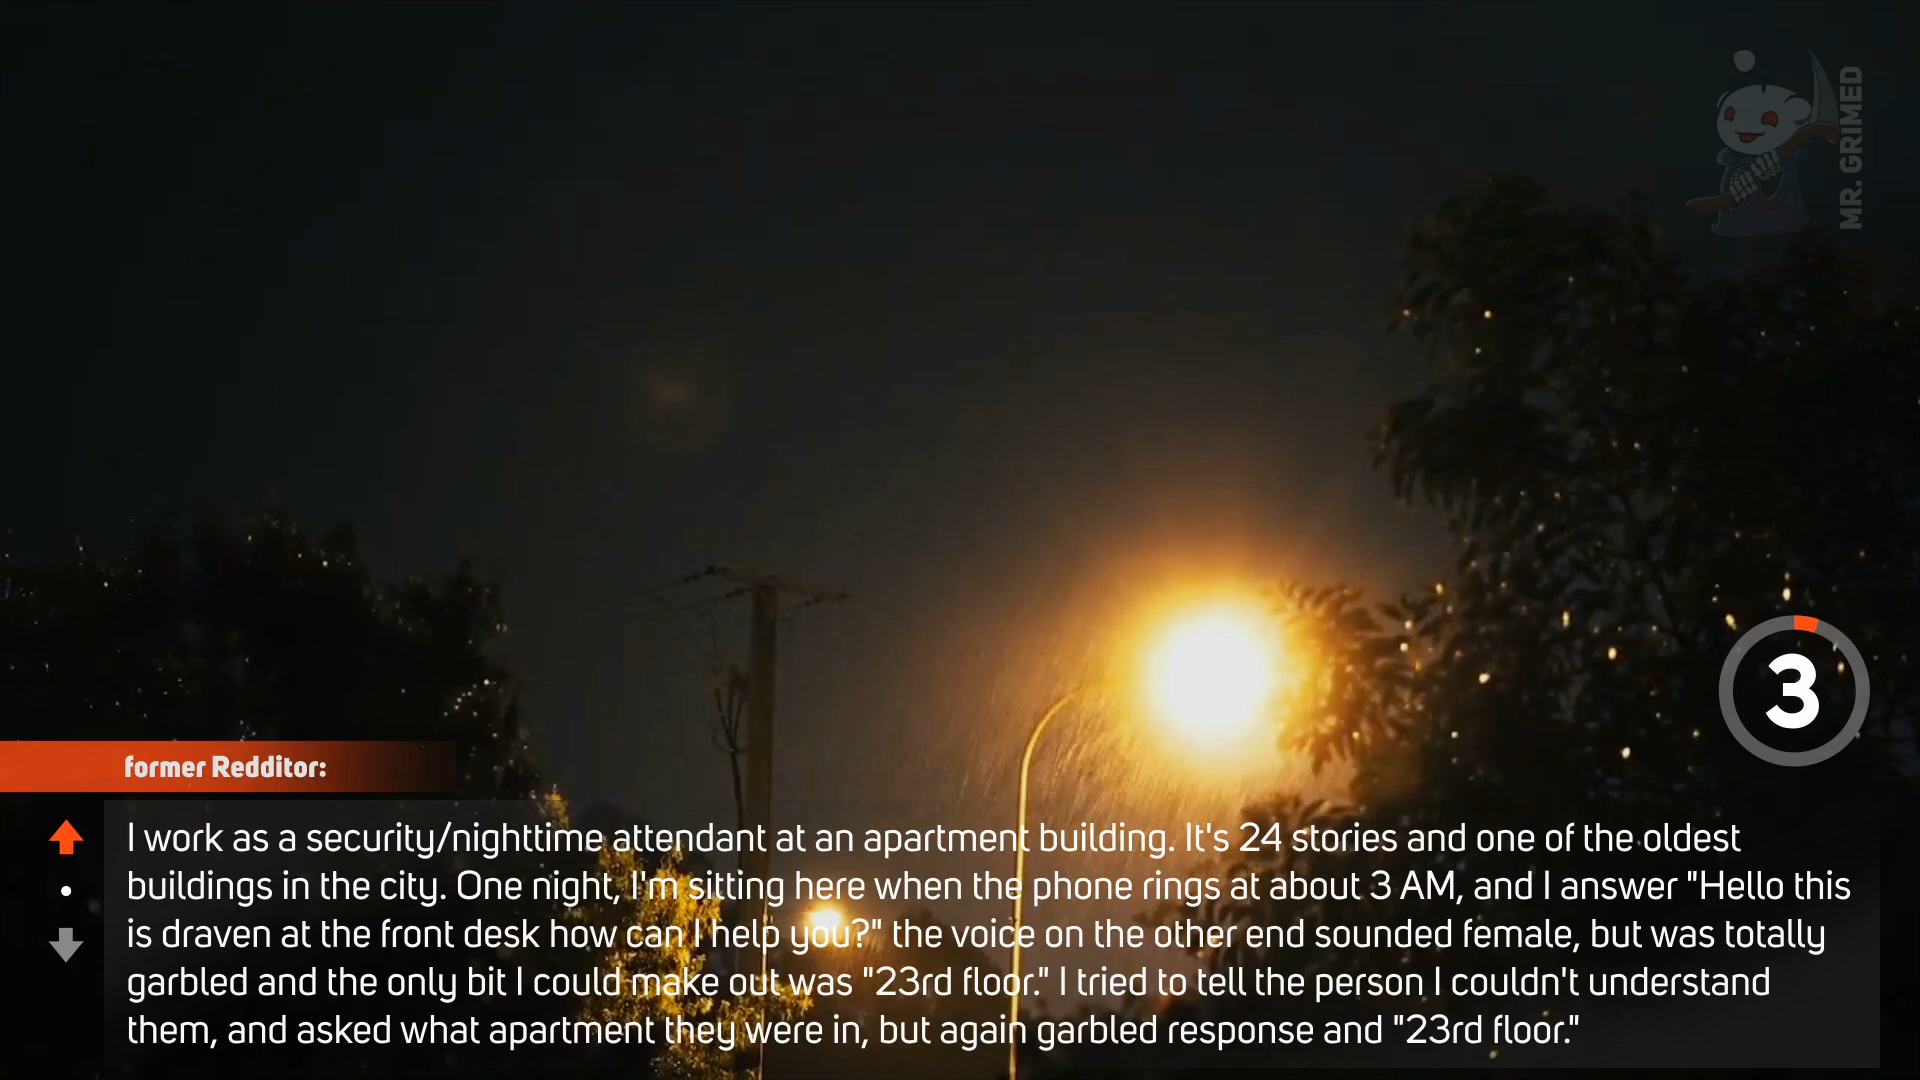 MR. GRIMED
3
former Redditor:
I work as a security/nighttime attendant at an apartment building. It's 24 stories and one of the oldest
buildings in the city. One night, I'm sitting here when the phone rings at about 3 AM, and I answer "Hello this
is draven at the front desk how can I help you?" the voice on the other end sounded female, but was totally
garbled and the only bit I could make out was "23rd floor." I tried to tell the person I couldn't understand
them, and asked what apartment they were in, but again garbled response and "23rd floor."